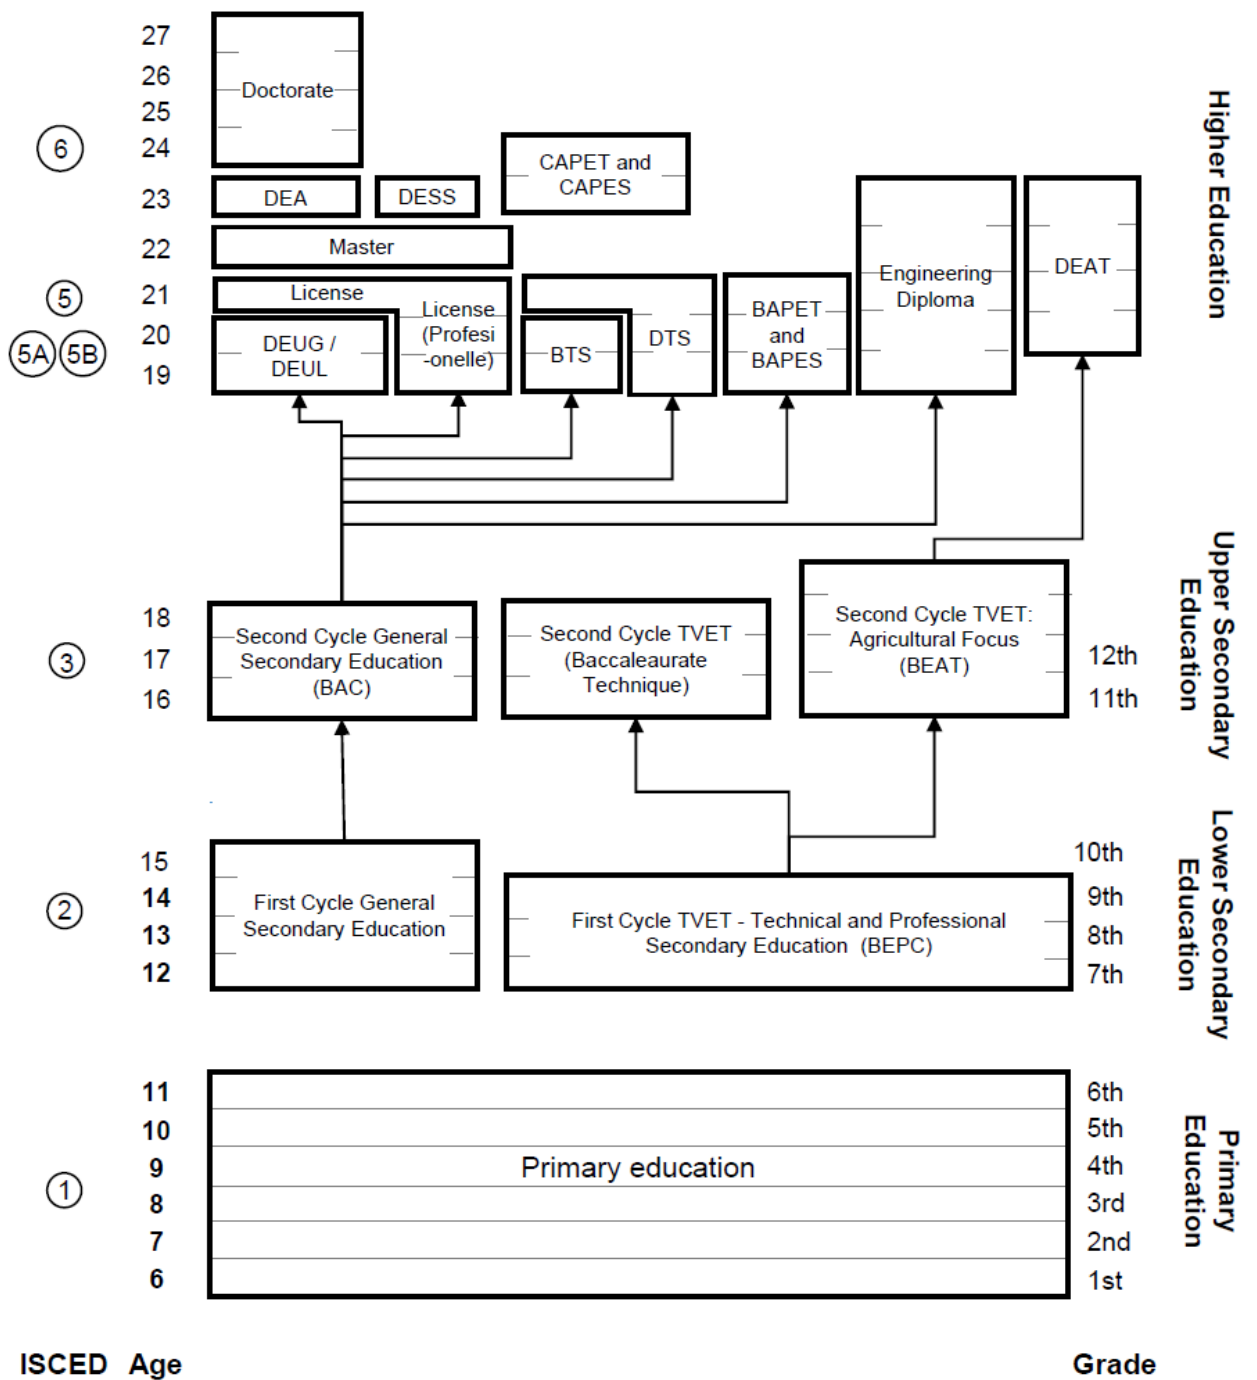 27
26
25
24
23
22
21
20
19
6
5
5A 5B
Doctorate
CAPET and
CAPES
DEA
DESS
Master
License
License
(Profesi
-onelle)
DEUG /
DEUL
BTS
DTS
BAPET
and
BAPES
Engineering
Diploma
DEAT
Higher Education
18
17
16
3
Second Cycle General
Secondary Education
(BAC)
Second Cycle TVET
(Baccaleaurate
Technique)
Second Cycle TVET:
Agricultural Focus
(BEAT)
12th
11th
Upper Secondary
Education
15
14
13
12
2
First Cycle General
Secondary Education
First Cycle TVET - Technical and Professional
Secondary Education (BEPC)
10th
9th
8th
7th
Lower Secondary
Education
11
10
9
8
7
6
1
Primary education
6th
5th
4th
3rd
2nd
1st
Primary
Education
ISCED Age Grade